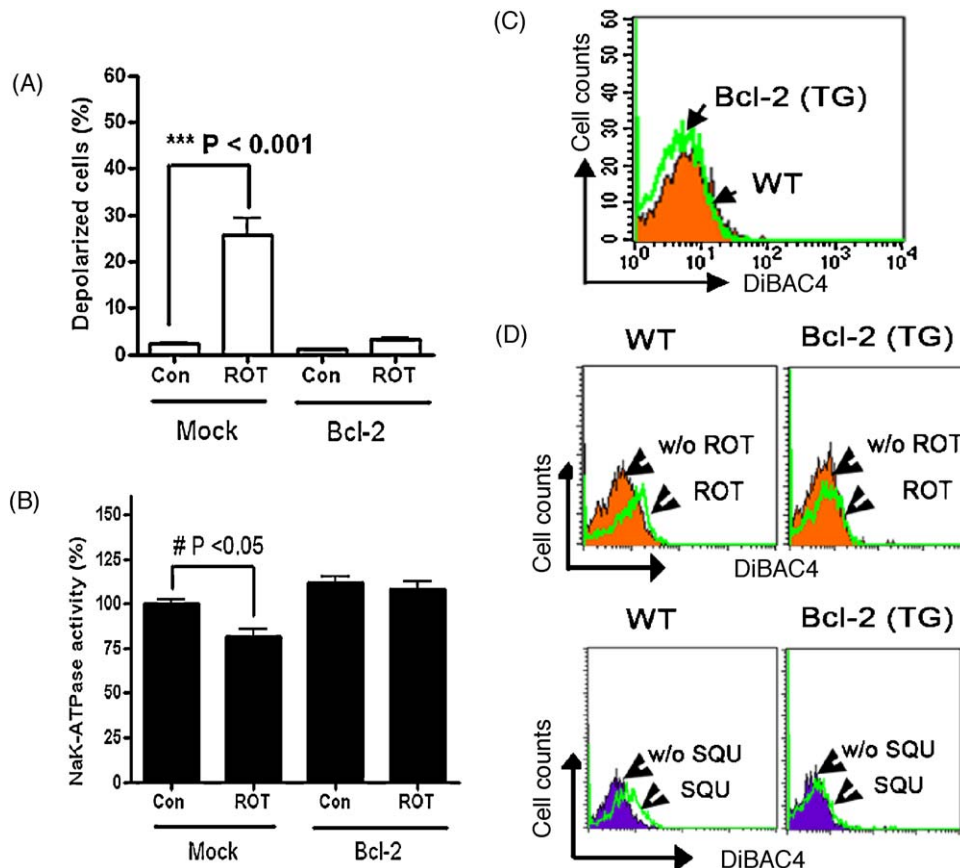 (A)
60
50
40
30
20
10
0
Depolarized cells (%)
*** P < 0.001
Con ROT Con ROT
Mock Bcl-2
(B)
150
125
100
75
50
25
0
NaK-ATPase activity (%)
# P <0.05
Con ROT Con ROT
Mock Bcl-2
(C)
60
50
40
30
20
10
0
Cell counts
Bcl-2 (TG)
WT
10^0 10^1 10^2 10^3 10^4
DiBAC4
(D)
WT Bcl-2 (TG)
w/o ROT w/o ROT
ROT ROT
Cell counts
DiBAC4
WT Bcl-2 (TG)
w/o SQU w/o SQU
SQU SQU
Cell counts
DiBAC4